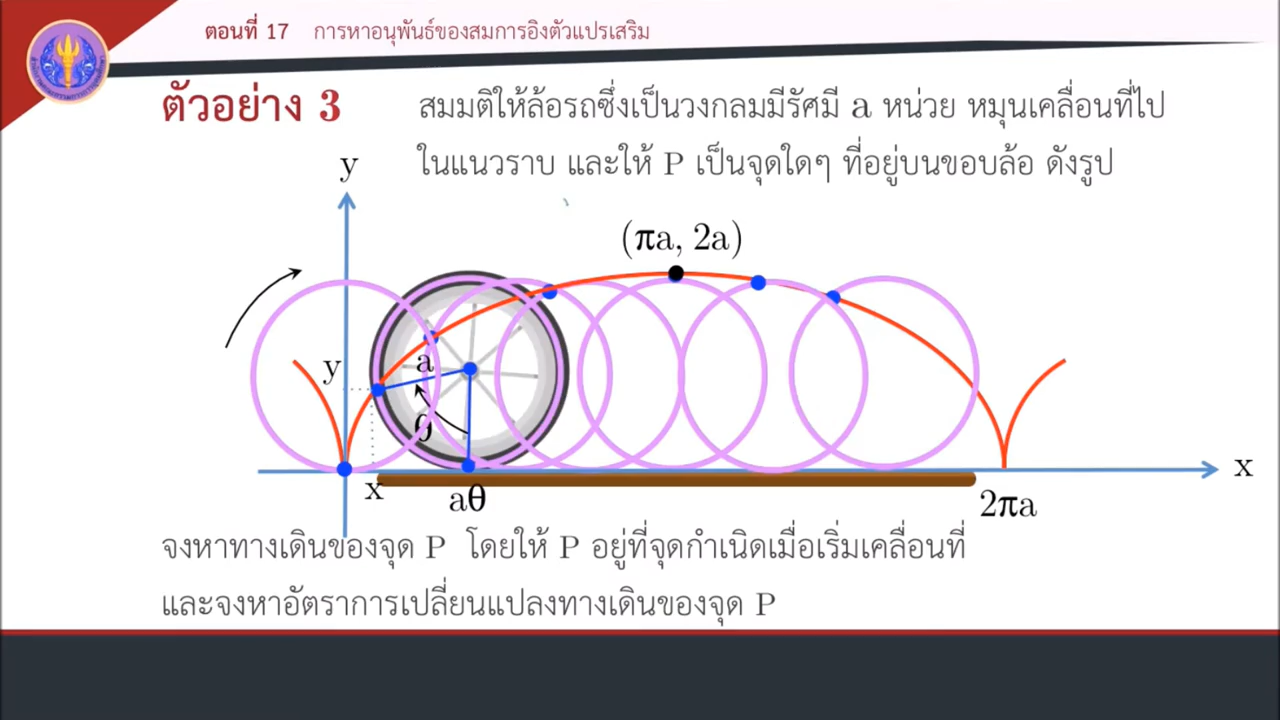 ตอนที่ 17 การหาอนุพันธ์ของสมการอิงตัวแปรเสริม
ตัวอย่าง 3 สมมติให้ล้อรถซึ่งเป็นวงกลมมีรัศมี a หน่วย หมุนเคลื่อนที่ไป
ในแนวราบ และให้ P เป็นจุดใดๆ ที่อยู่บนขอบล้อ ดังรูป
y
(πa, 2a)
y
a
θ
x
x
aθ
2πa
จงหาทางเดินของจุด P โดยให้ P อยู่ที่จุดกำเนิดเมื่อเริ่มเคลื่อนที่
และจงหาอัตราการเปลี่ยนแปลงทางเดินของจุด P